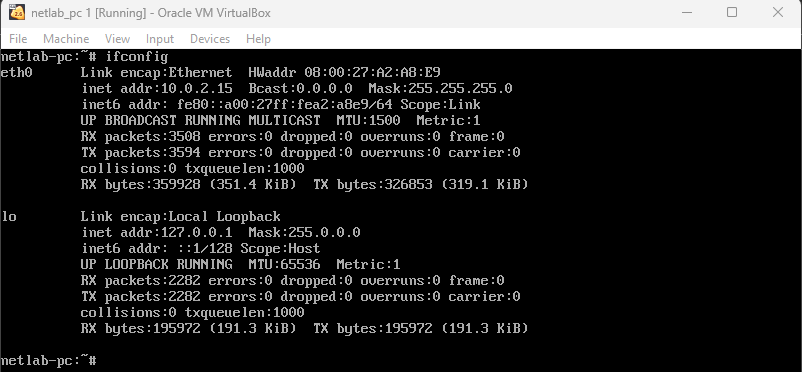 netlab_pc 1 [Running] - Oracle VM VirtualBox
File Machine View Input Devices Help
netlab-pc:~# ifconfig
eth0      Link encap:Ethernet  HWaddr 08:00:27:A2:A8:E9
          inet addr:10.0.2.15  Bcast:0.0.0.0  Mask:255.255.255.0
          inet6 addr: fe80::a00:27ff:fea2:a8e9/64 Scope:Link
          UP BROADCAST RUNNING MULTICAST  MTU:1500  Metric:1
          RX packets:3508 errors:0 dropped:0 overruns:0 frame:0
          TX packets:3594 errors:0 dropped:0 overruns:0 carrier:0
          collisions:0 txqueuelen:1000
          RX bytes:359928 (351.4 KiB)  TX bytes:326853 (319.1 KiB)

lo        Link encap:Local Loopback
          inet addr:127.0.0.1  Mask:255.0.0.0
          inet6 addr: ::1/128 Scope:Host
          UP LOOPBACK RUNNING  MTU:65536  Metric:1
          RX packets:2282 errors:0 dropped:0 overruns:0 frame:0
          TX packets:2282 errors:0 dropped:0 overruns:0 carrier:0
          collisions:0 txqueuelen:1000
          RX bytes:195972 (191.3 KiB)  TX bytes:195972 (191.3 KiB)

netlab-pc:~#